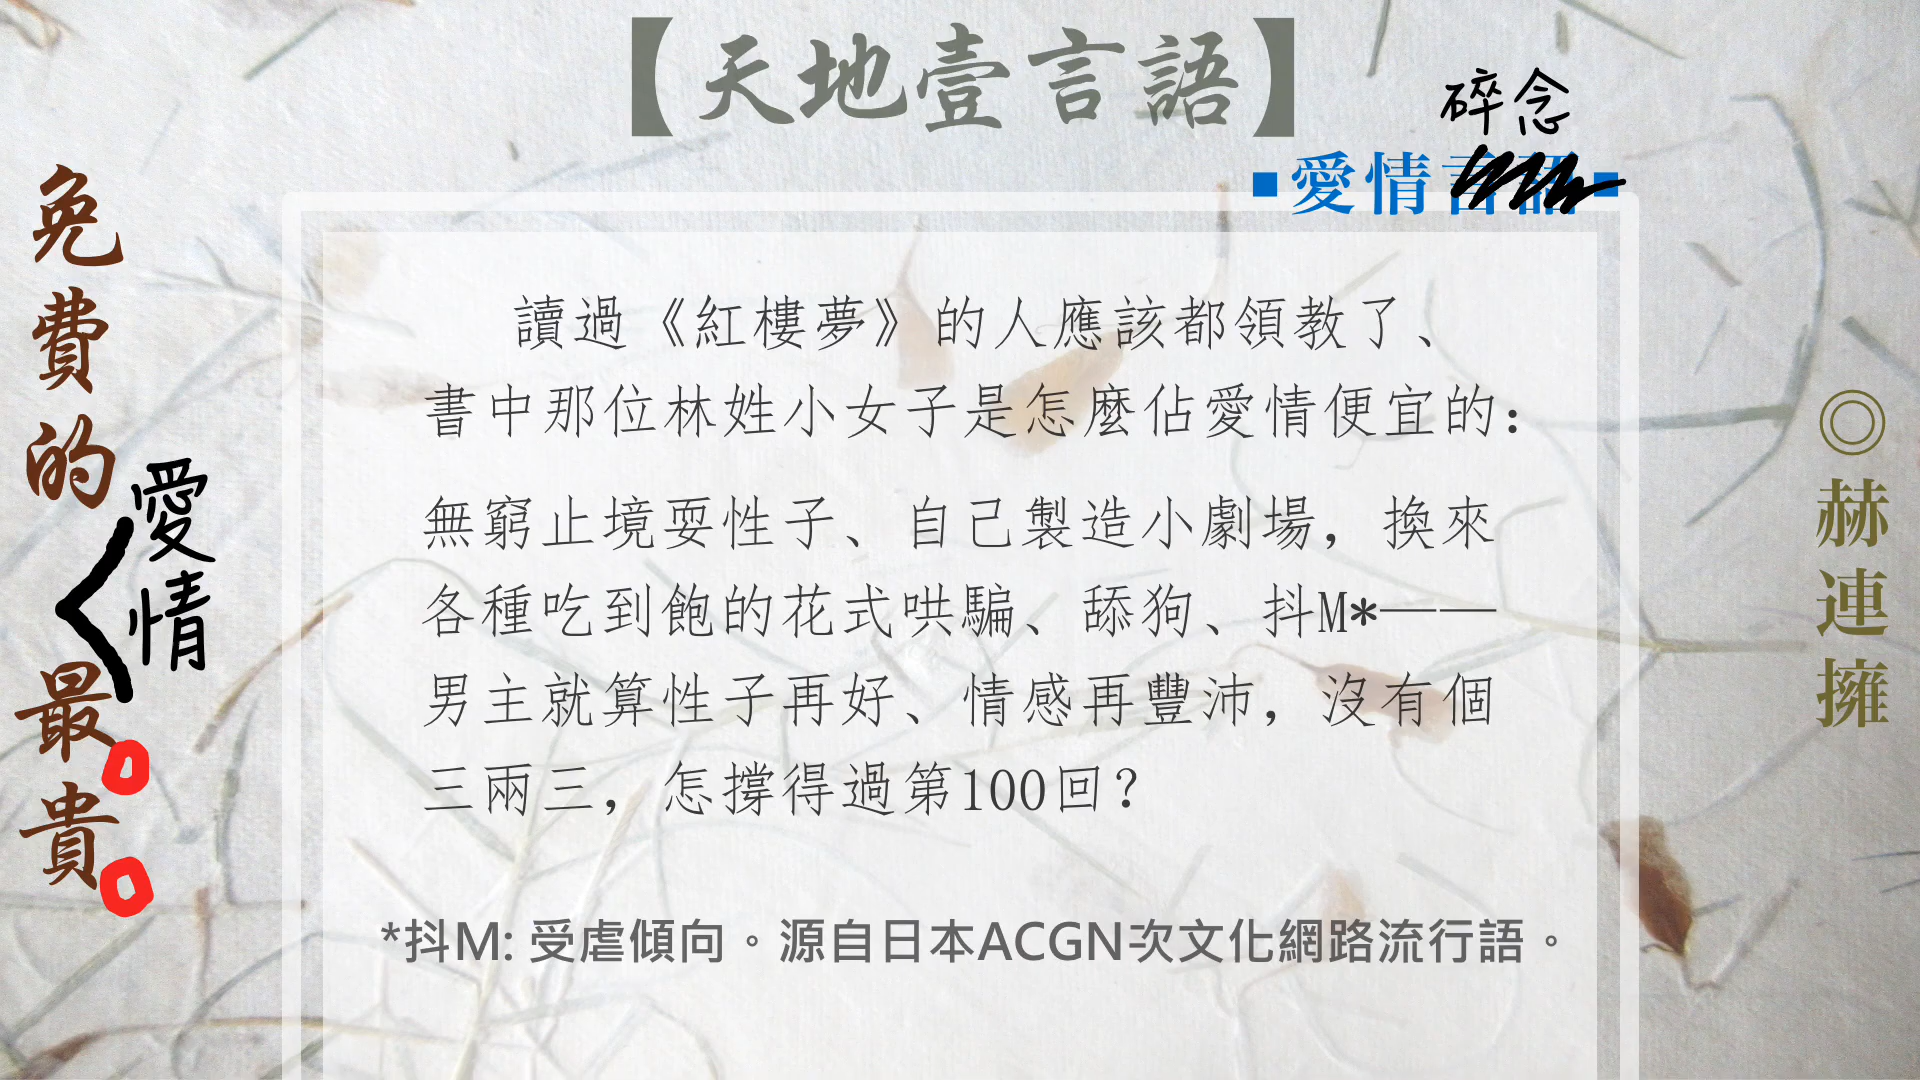 【天地壹言語】
碎念
▪愛情言語▪
免費的最貴
愛情
讀過《紅樓夢》的人應該都領教了、
書中那位林姓小女子是怎麼佔愛情便宜的：
無窮止境耍性子、自己製造小劇場，換來
各種吃到飽的花式哄騙、舔狗、抖M*——
男主就算性子再好、情感再豐沛，沒有個
三兩三，怎撐得過第100回？
*抖M: 受虐傾向。源自日本ACGN次文化網路流行語。
◎赫連擁